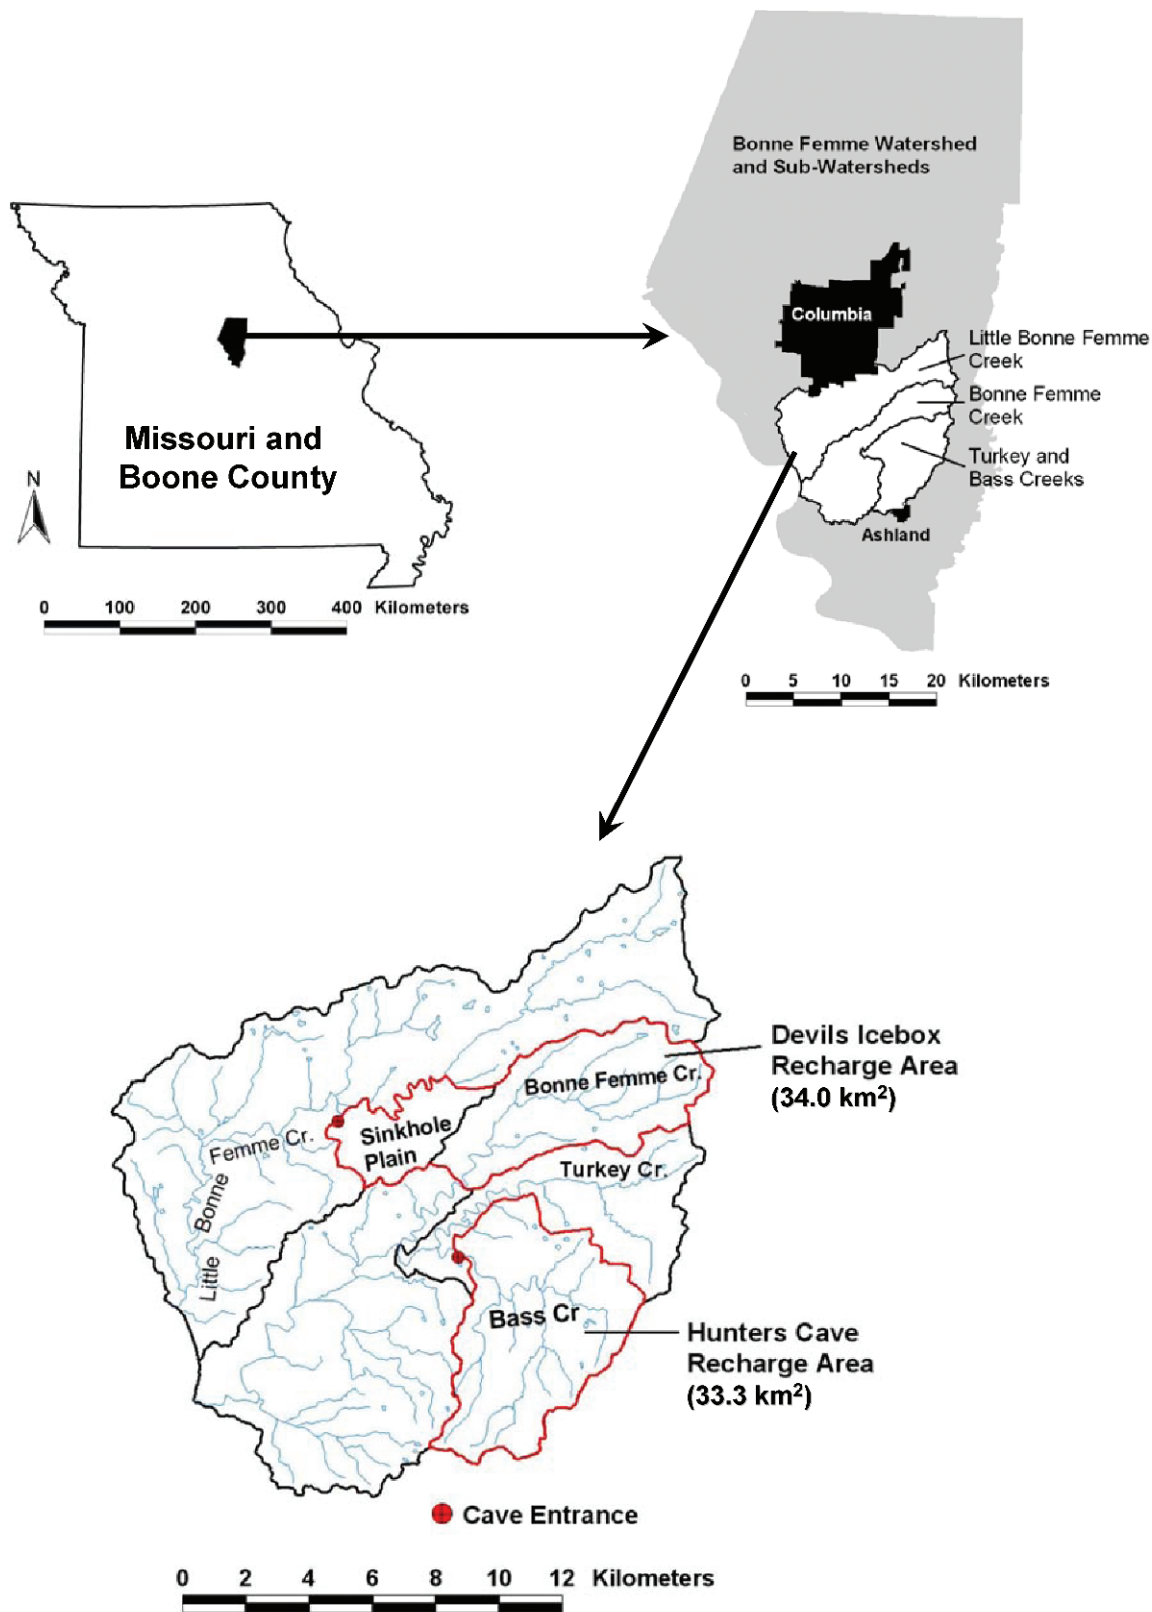 Bonne Femme Watershed
and Sub-Watersheds
Columbia
Little Bonne Femme
Creek
Bonne Femme
Creek
Turkey and
Bass Creeks
Ashland
0 5 10 15 20 Kilometers
Missouri and
Boone County
N
0 100 200 300 400 Kilometers
Devils Icebox
Recharge Area
(34.0 km²)
Bonne Femme Cr.
Sinkhole
Plain
Turkey Cr.
Little Bonne Femme Cr.
Bass Cr
Hunters Cave
Recharge Area
(33.3 km²)
Cave Entrance
0 2 4 6 8 10 12 Kilometers